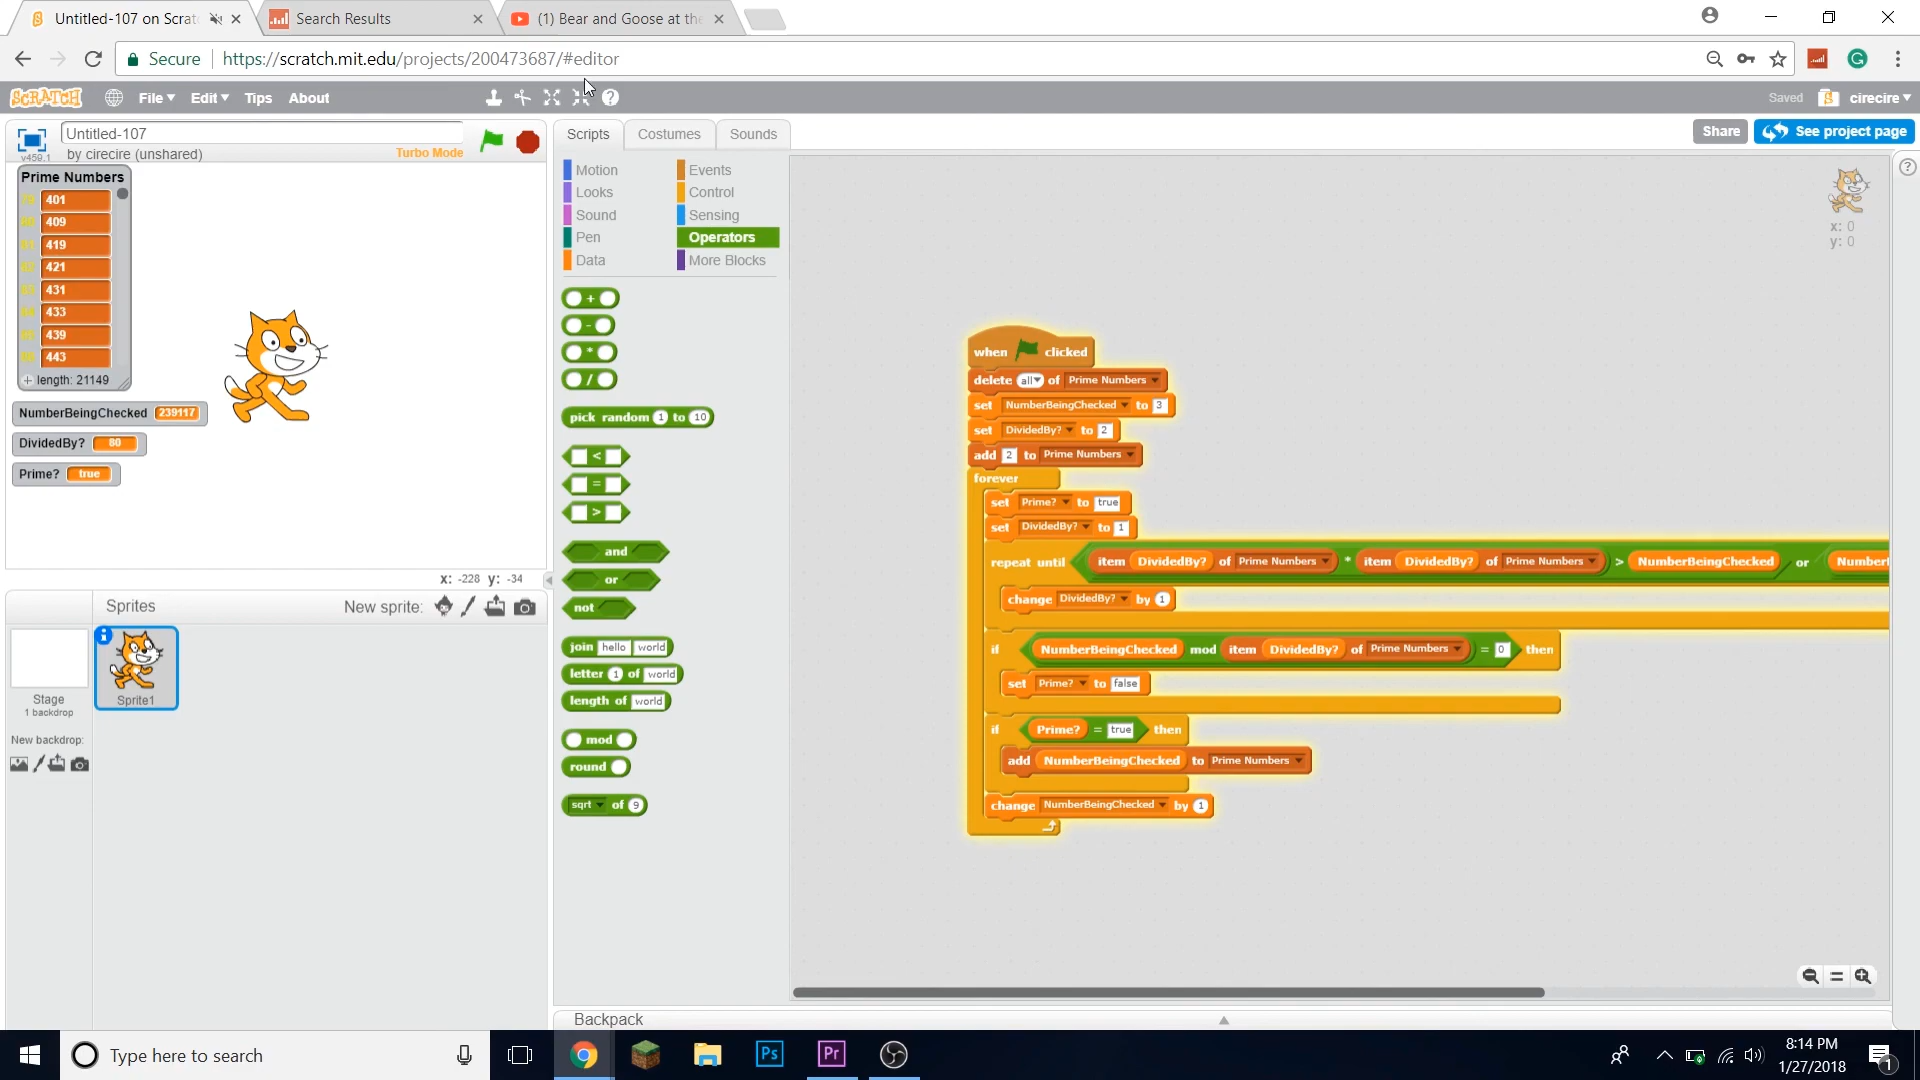 Untitled-107 on Scrat
Search Results
(1) Bear and Goose at the
Secure
https://scratch.mit.edu/projects/200473687/#editor
SCRATCH
File
Edit
Tips
About
Saved
cirecire
Untitled-107
by cirecire (unshared)
v459.1
Turbo Mode
Scripts
Costumes
Sounds
Share
See project page
Prime Numbers
401
409
419
421
431
433
439
443
+ length: 21149
NumberBeingChecked 239117
DividedBy? 80
Prime? true
x: -228 y: -34
Sprites
New sprite:
Stage
1 backdrop
New backdrop:
Sprite1
Motion
Looks
Sound
Pen
Data
Events
Control
Sensing
Operators
More Blocks
+
-
*
/
pick random 1 to 10
<
=
>
and
or
not
join hello world
letter 1 of world
length of world
mod
round
sqrt of 9
x: 0
y: 0
when clicked
delete all of Prime Numbers
set NumberBeingChecked to 3
set DividedBy? to 2
add 2 to Prime Numbers
forever
set Prime? to true
set DividedBy? to 1
repeat until item DividedBy? of Prime Numbers * item DividedBy? of Prime Numbers > NumberBeingChecked or Number
change DividedBy? by 1
if NumberBeingChecked mod item DividedBy? of Prime Numbers = 0 then
set Prime? to false
if Prime? = true then
add NumberBeingChecked to Prime Numbers
change NumberBeingChecked by 1
Backpack
Type here to search
Ps
Pr
8:14 PM
1/27/2018
1